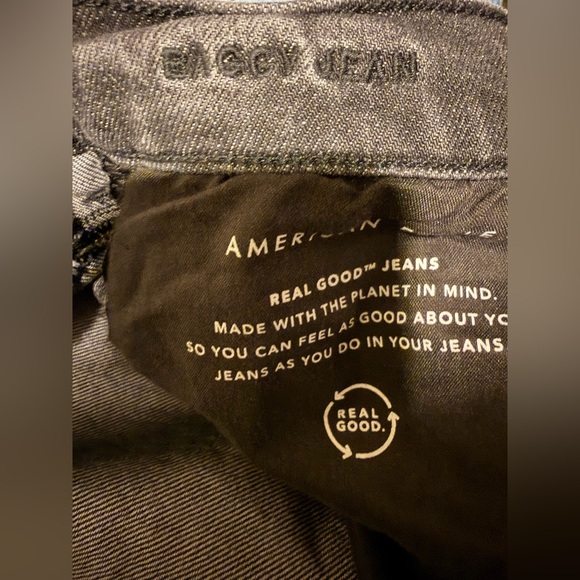 BAGGY JEAN
AMERICAN
REAL GOOD™ JEANS
MADE WITH THE PLANET IN MIND.
SO YOU CAN FEEL AS GOOD ABOUT YO
JEANS AS YOU DO IN YOUR JEANS.
REAL
GOOD.